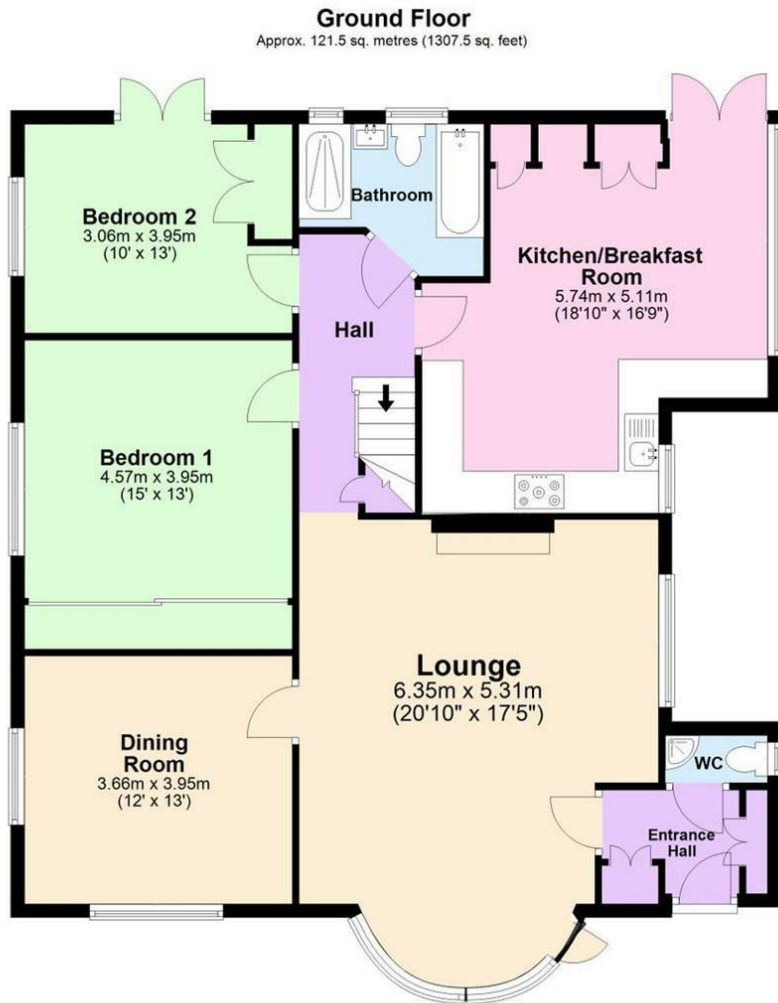 Ground Floor
Approx. 121.5 sq. metres (1307.5 sq. feet)
Bedroom 2
3.06m x 3.95m
(10' x 13')
Bathroom
Kitchen/Breakfast
Room
5.74m x 5.11m
(18'10" x 16'9")
Hall
Bedroom 1
4.57m x 3.95m
(15' x 13')
Lounge
6.35m x 5.31m
(20'10" x 17'5")
Dining
Room
3.66m x 3.95m
(12' x 13')
WC
Entrance
Hall